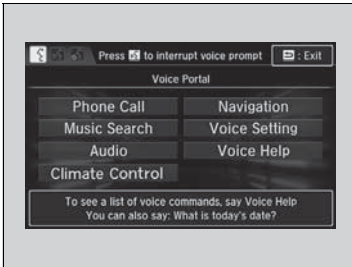 Press to interrupt voice prompt
: Exit
Voice Portal
Phone Call
Navigation
Music Search
Voice Setting
Audio
Voice Help
Climate Control
To see a list of voice commands, say Voice Help
You can also say: What is today's date?